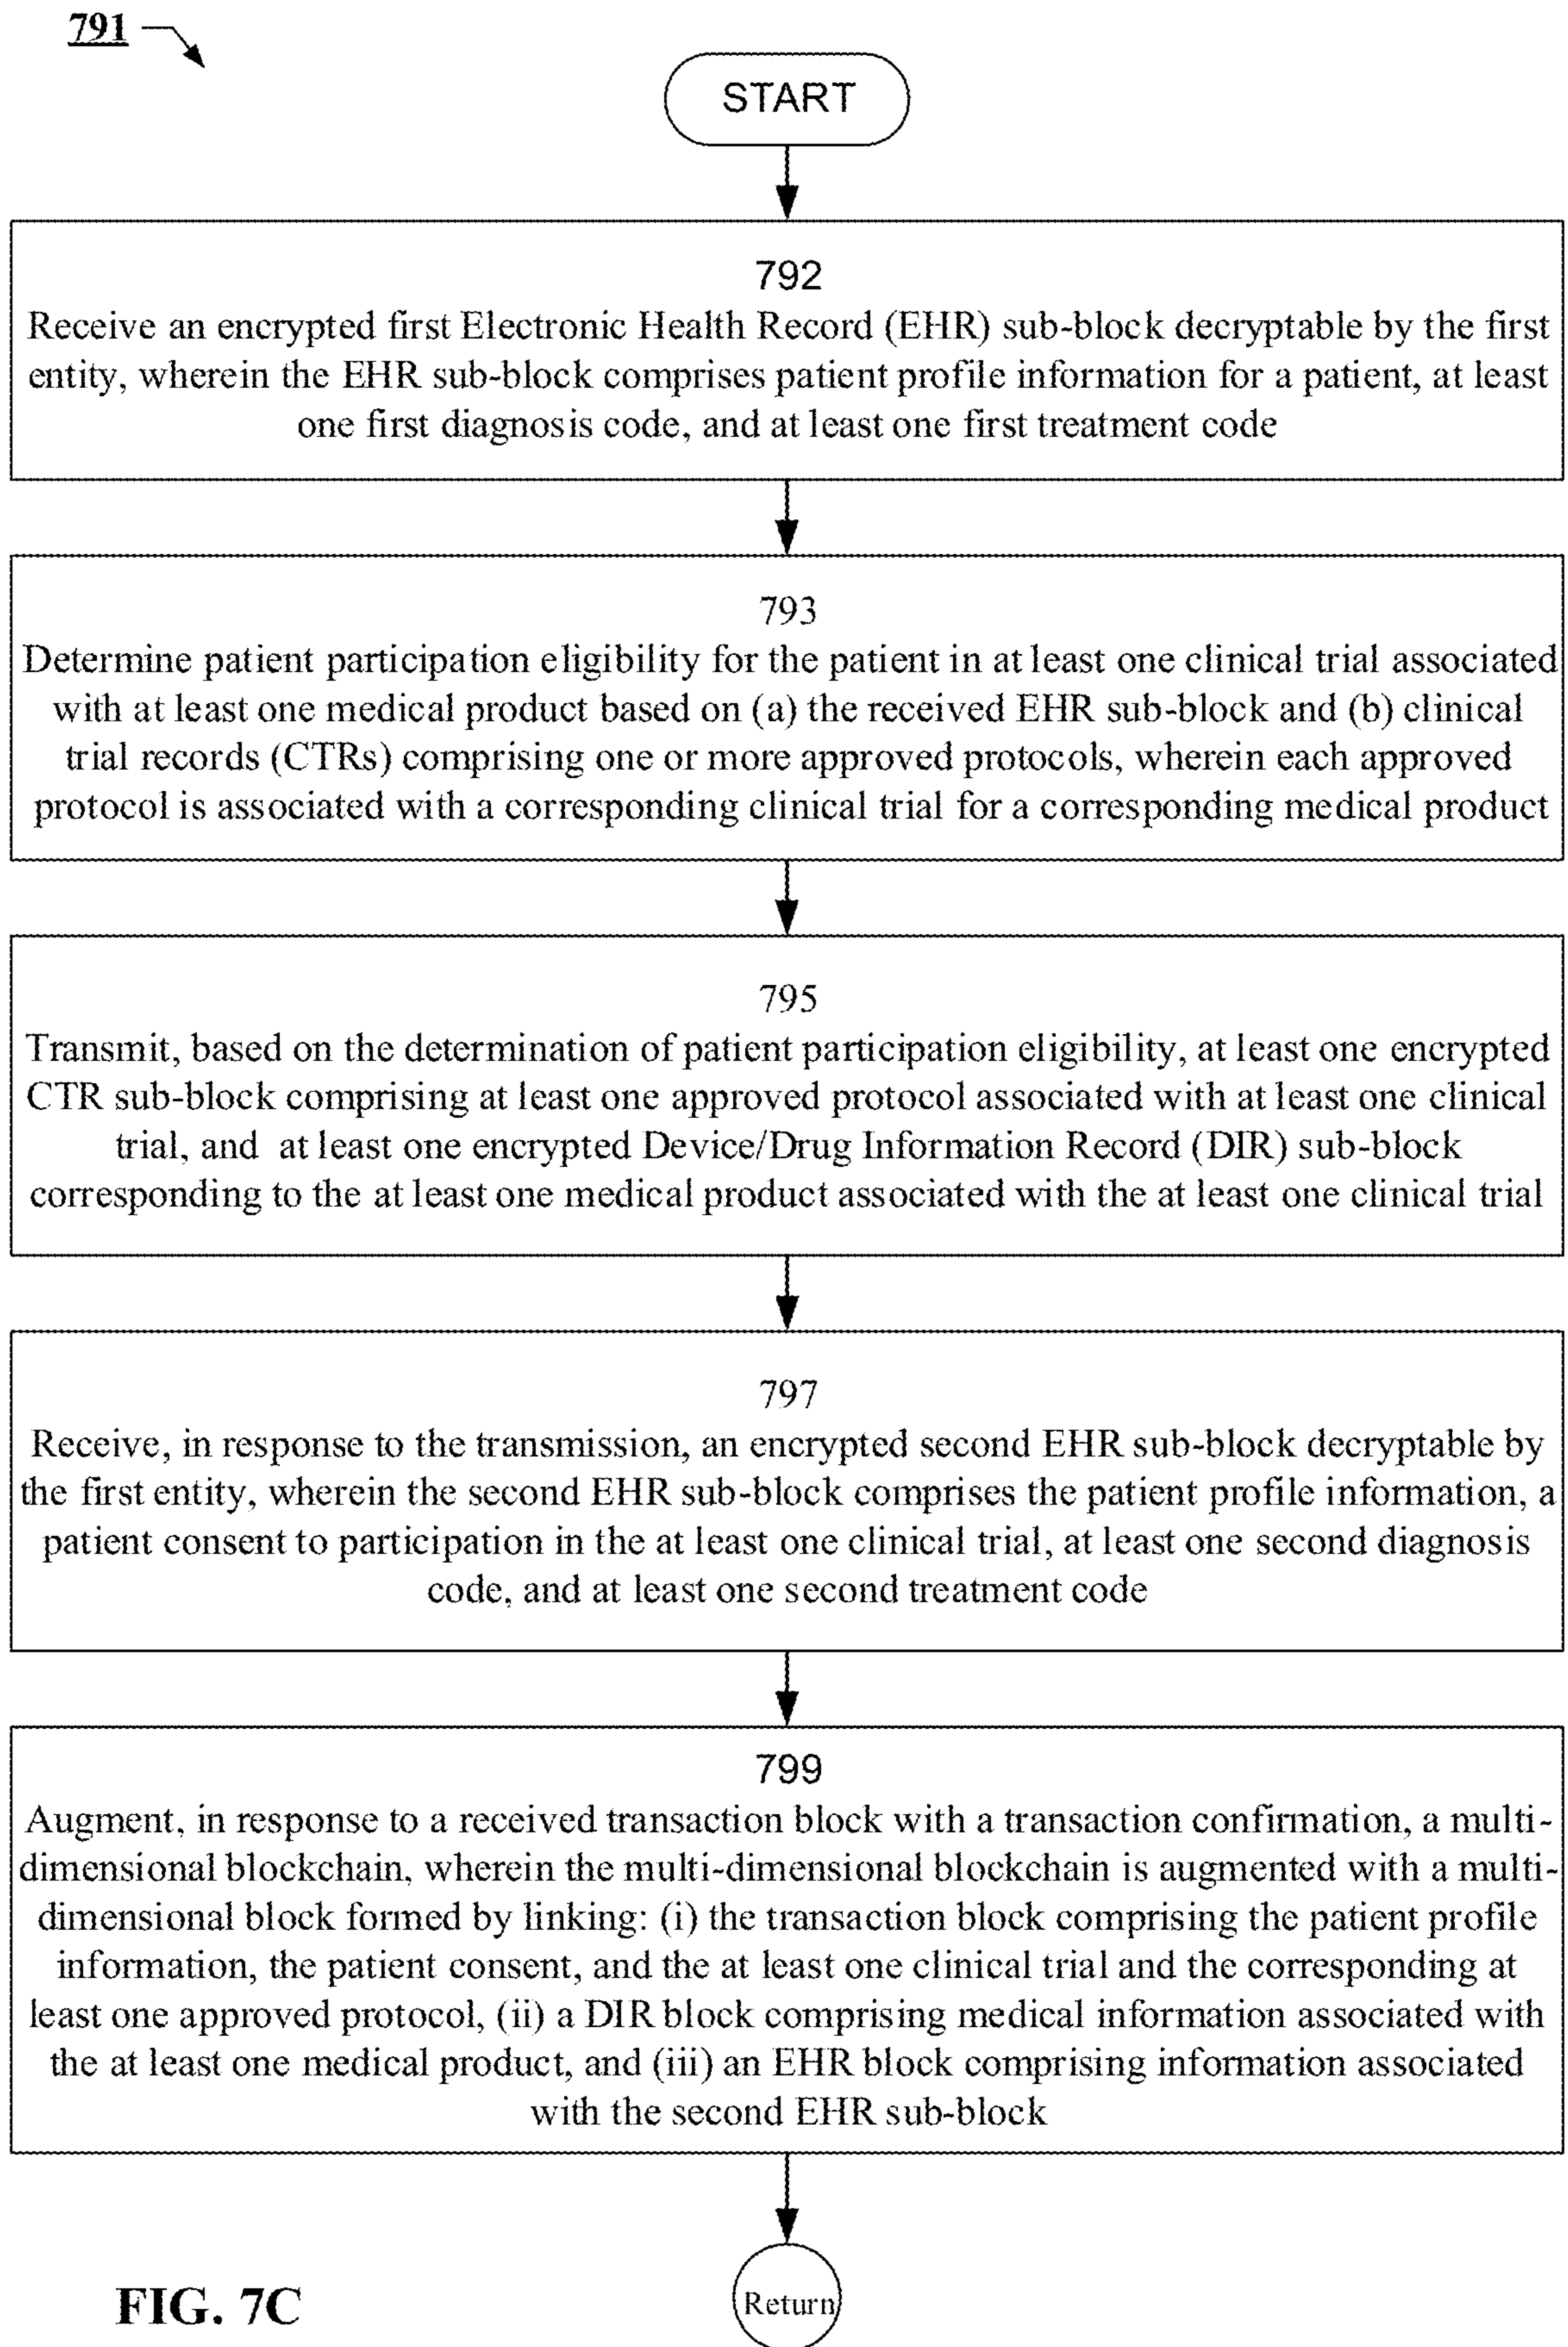 791
START
792
Receive an encrypted first Electronic Health Record (EHR) sub-block decryptable by the first
entity, wherein the EHR sub-block comprises patient profile information for a patient, at least
one first diagnosis code, and at least one first treatment code
793
Determine patient participation eligibility for the patient in at least one clinical trial associated
with at least one medical product based on (a) the received EHR sub-block and (b) clinical
trial records (CTRs) comprising one or more approved protocols, wherein each approved
protocol is associated with a corresponding clinical trial for a corresponding medical product
795
Transmit, based on the determination of patient participation eligibility, at least one encrypted
CTR sub-block comprising at least one approved protocol associated with at least one clinical
trial, and at least one encrypted Device/Drug Information Record (DIR) sub-block
corresponding to the at least one medical product associated with the at least one clinical trial
797
Receive, in response to the transmission, an encrypted second EHR sub-block decryptable by
the first entity, wherein the second EHR sub-block comprises the patient profile information, a
patient consent to participation in the at least one clinical trial, at least one second diagnosis
code, and at least one second treatment code
799
Augment, in response to a received transaction block with a transaction confirmation, a multi-
dimensional blockchain, wherein the multi-dimensional blockchain is augmented with a multi-
dimensional block formed by linking: (i) the transaction block comprising the patient profile
information, the patient consent, and the at least one clinical trial and the corresponding at
least one approved protocol, (ii) a DIR block comprising medical information associated with
the at least one medical product, and (iii) an EHR block comprising information associated
with the second EHR sub-block
Return
FIG. 7C